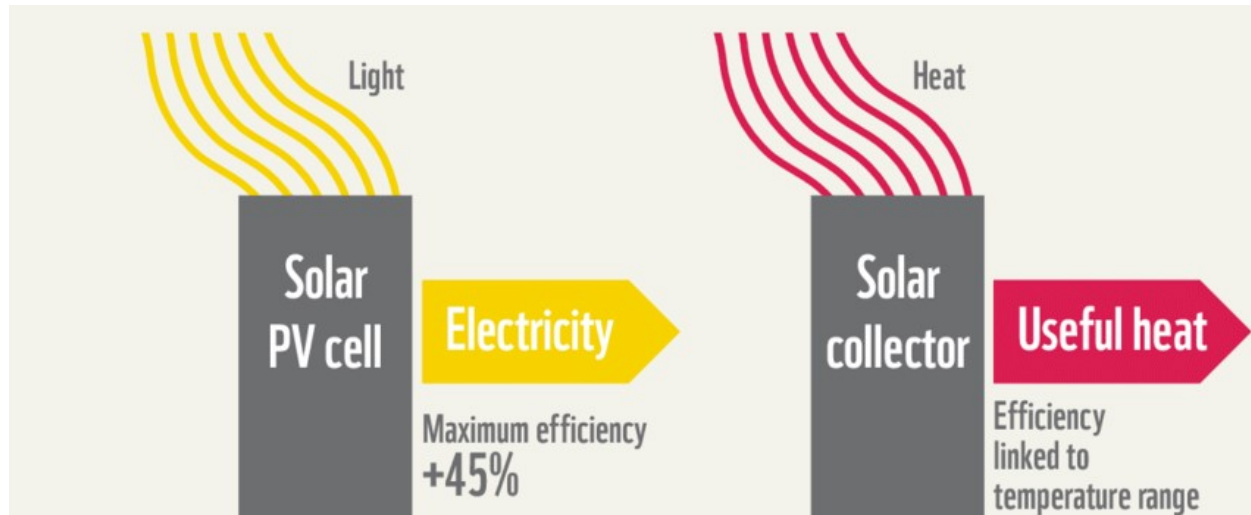 Light
Solar
PV cell
Electricity
Maximum efficiency
+45%
Heat
Solar
collector
Useful heat
Efficiency
linked to
temperature range